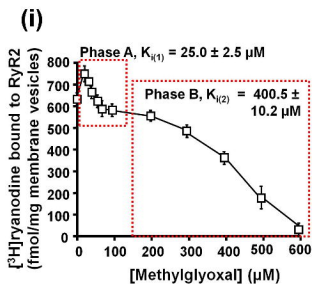 (i)
Phase A, Ki(1) = 25.0 ± 2.5 µM
Phase B, Ki(2) = 400.5 ±
10.2 µM
[³H]ryanodine bound to RyR2
(fmol/mg membrane vesicles)
800
700
600
500
400
300
200
100
0
0 100 200 300 400 500 600
[Methylglyoxal] (µM)